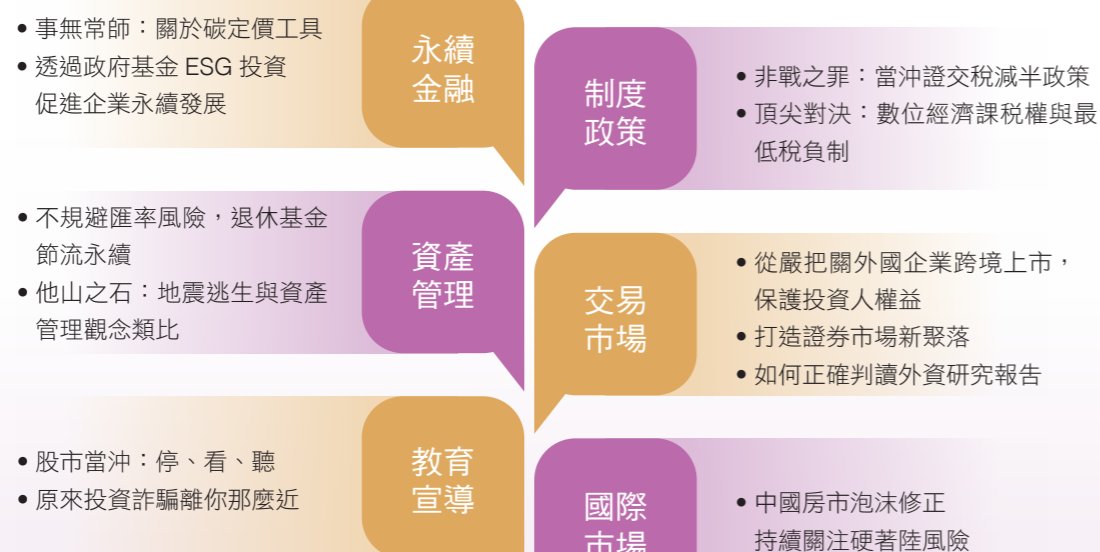 • 事無常師：關於碳定價工具
• 透過政府基金 ESG 投資
促進企業永續發展
永續
金融
制度
政策
• 非戰之罪：當沖證交稅減半政策
• 頂尖對決：數位經濟課稅權與最
低稅負制
• 不規避匯率風險，退休基金
節流永續
• 他山之石：地震逃生與資產
管理觀念類比
資產
管理
交易
市場
• 從嚴把關外國企業跨境上市，
保護投資人權益
• 打造證券市場新聚落
• 如何正確判讀外資研究報告
• 股市當沖：停、看、聽
• 原來投資詐騙離你那麼近
教育
宣導
國際
市場
• 中國房市泡沫修正
持續關注硬著陸風險